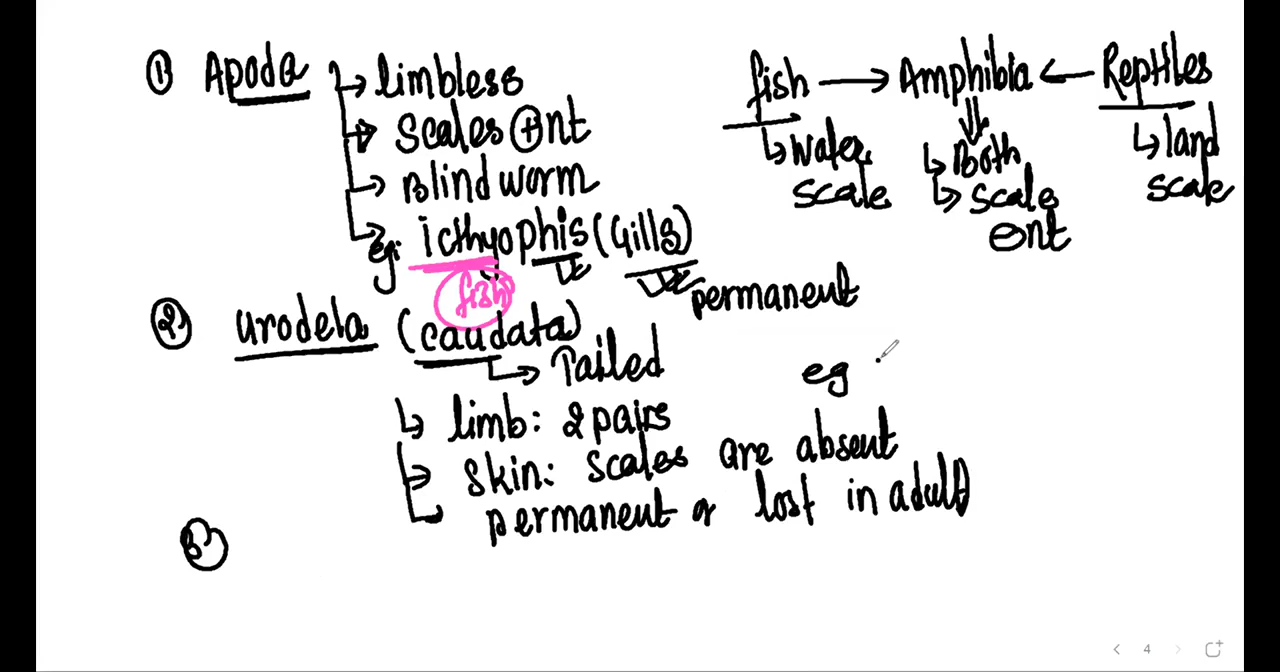 ① Apoda → limbless
→ Scales ⊕nt
→ Blind worm
→ eg: icthyophis (Gills)
fish
permanent
fish → Amphibia ← Reptiles
↳ water
scale
↳ Both
↳ scale
⊖nt
↳ land
scale
② urodela (caudata)
↳ Tailed
↳ limb: 2 pairs
→ skin: scales are absent
permanent or lost in adult
eg
③
4